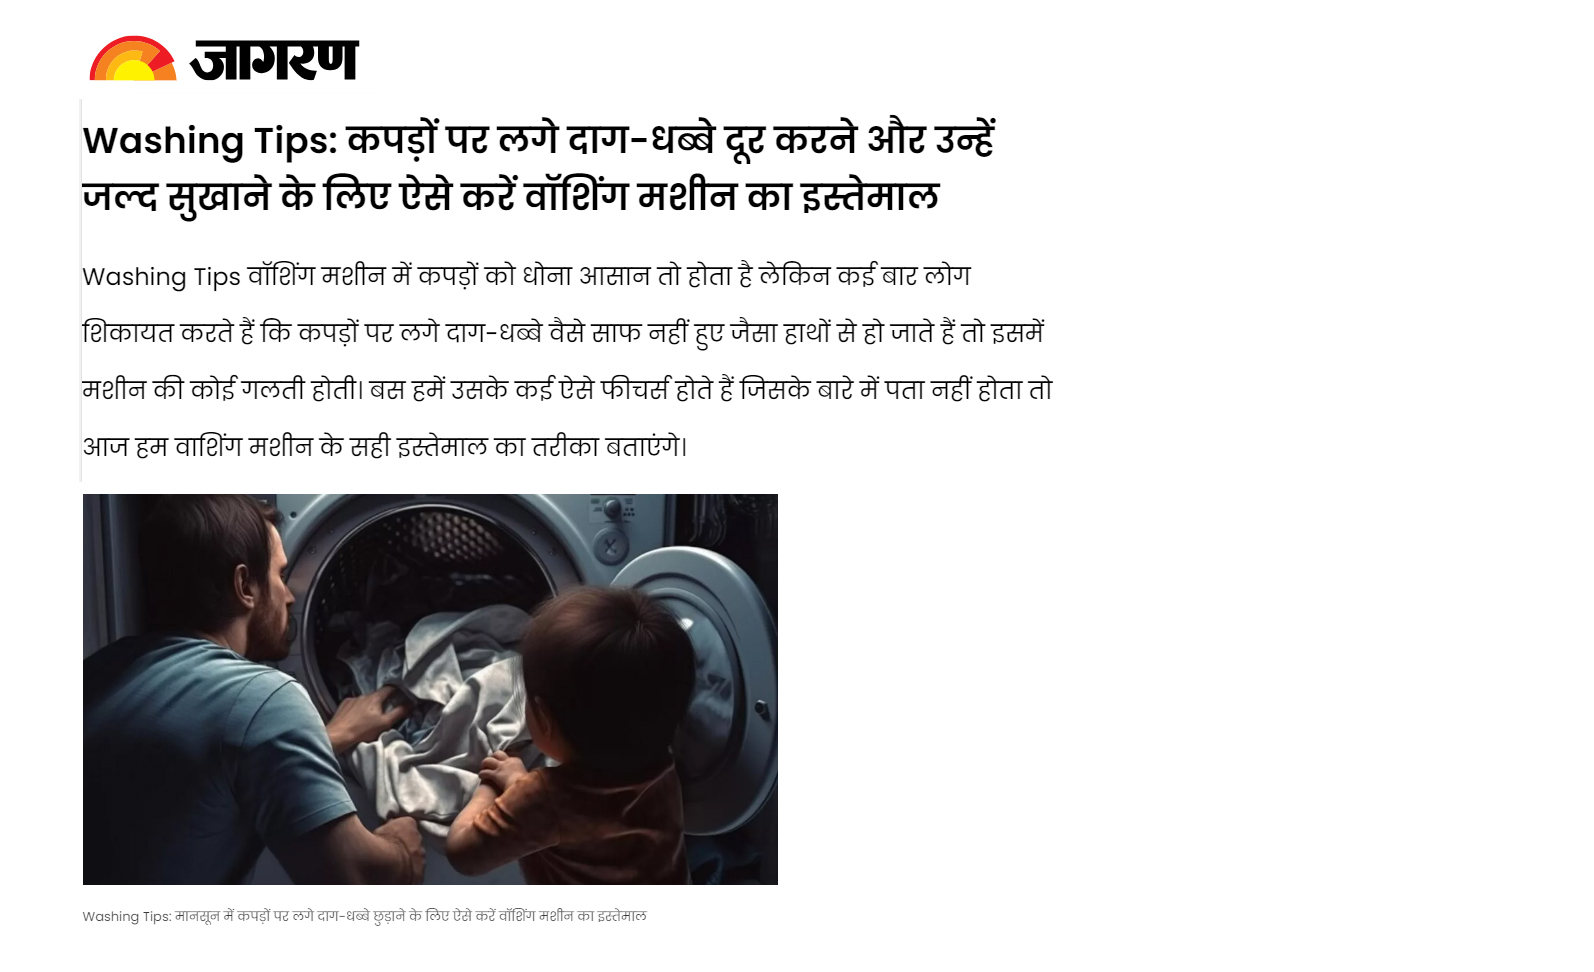 जागरण
Washing Tips: कपड़ों पर लगे दाग-धब्बे दूर करने और उन्हें
जल्द सुखाने के लिए ऐसे करें वॉशिंग मशीन का इस्तेमाल
Washing Tips वॉशिंग मशीन में कपड़ों को धोना आसान तो होता है लेकिन कई बार लोग
शिकायत करते हैं कि कपड़ों पर लगे दाग-धब्बे वैसे साफ नहीं हुए जैसा हाथों से हो जाते हैं तो इसमें
मशीन की कोई गलती होती। बस हमें उसके कई ऐसे फीचर्स होते हैं जिसके बारे में पता नहीं होता तो
आज हम वाशिंग मशीन के सही इस्तेमाल का तरीका बताएंगे।
Washing Tips: मानसून में कपड़ों पर लगे दाग-धब्बे छुड़ाने के लिए ऐसे करें वॉशिंग मशीन का इस्तेमाल